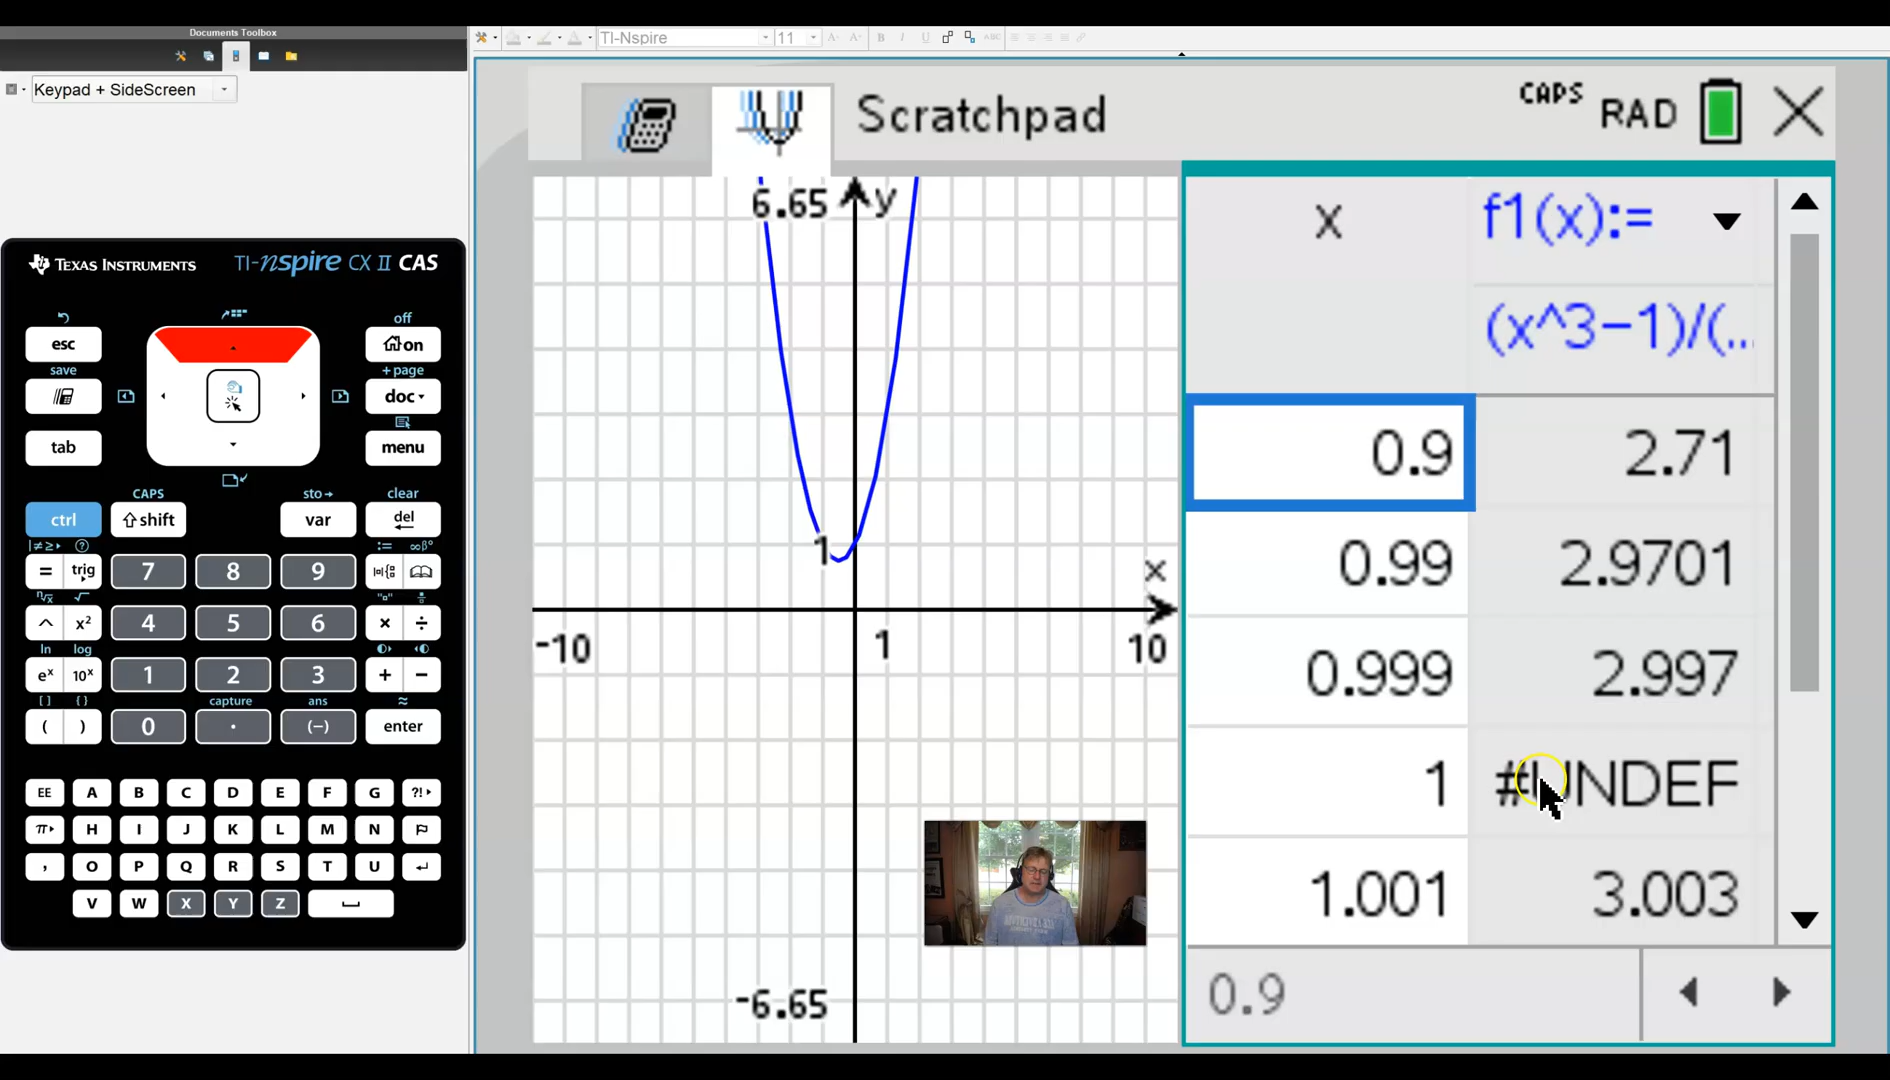 Documents Toolbox
Keypad + SideScreen
TI-Nspire
11
A- A-
B I U
ABC
Scratchpad
CAPS RAD
TEXAS INSTRUMENTS
TI-nspire CX II CAS
off
esc
on
save
+ page
doc
tab
menu
CAPS
sto→
clear
ctrl
shift
var
del
|≠≥▸ ?
:= ∞β°
= trig 7 8 9
ⁿ√x √
"▫" ÷
^ x² 4 5 6 × ÷
ln log
eˣ 10ˣ 1 2 3 + −
[ ] { } capture ans ≈
( ) 0 . (−) enter
EE A B C D E F G ?!▸
π▸ H I J K L M N
, O P Q R S T U
V W X Y Z
6.65 y
1
x
-10 1 10
-6.65
x f1(x):=
(x^3−1)/(...
0.9 2.71
0.99 2.9701
0.999 2.997
1 #UNDEF
1.001 3.003
0.9